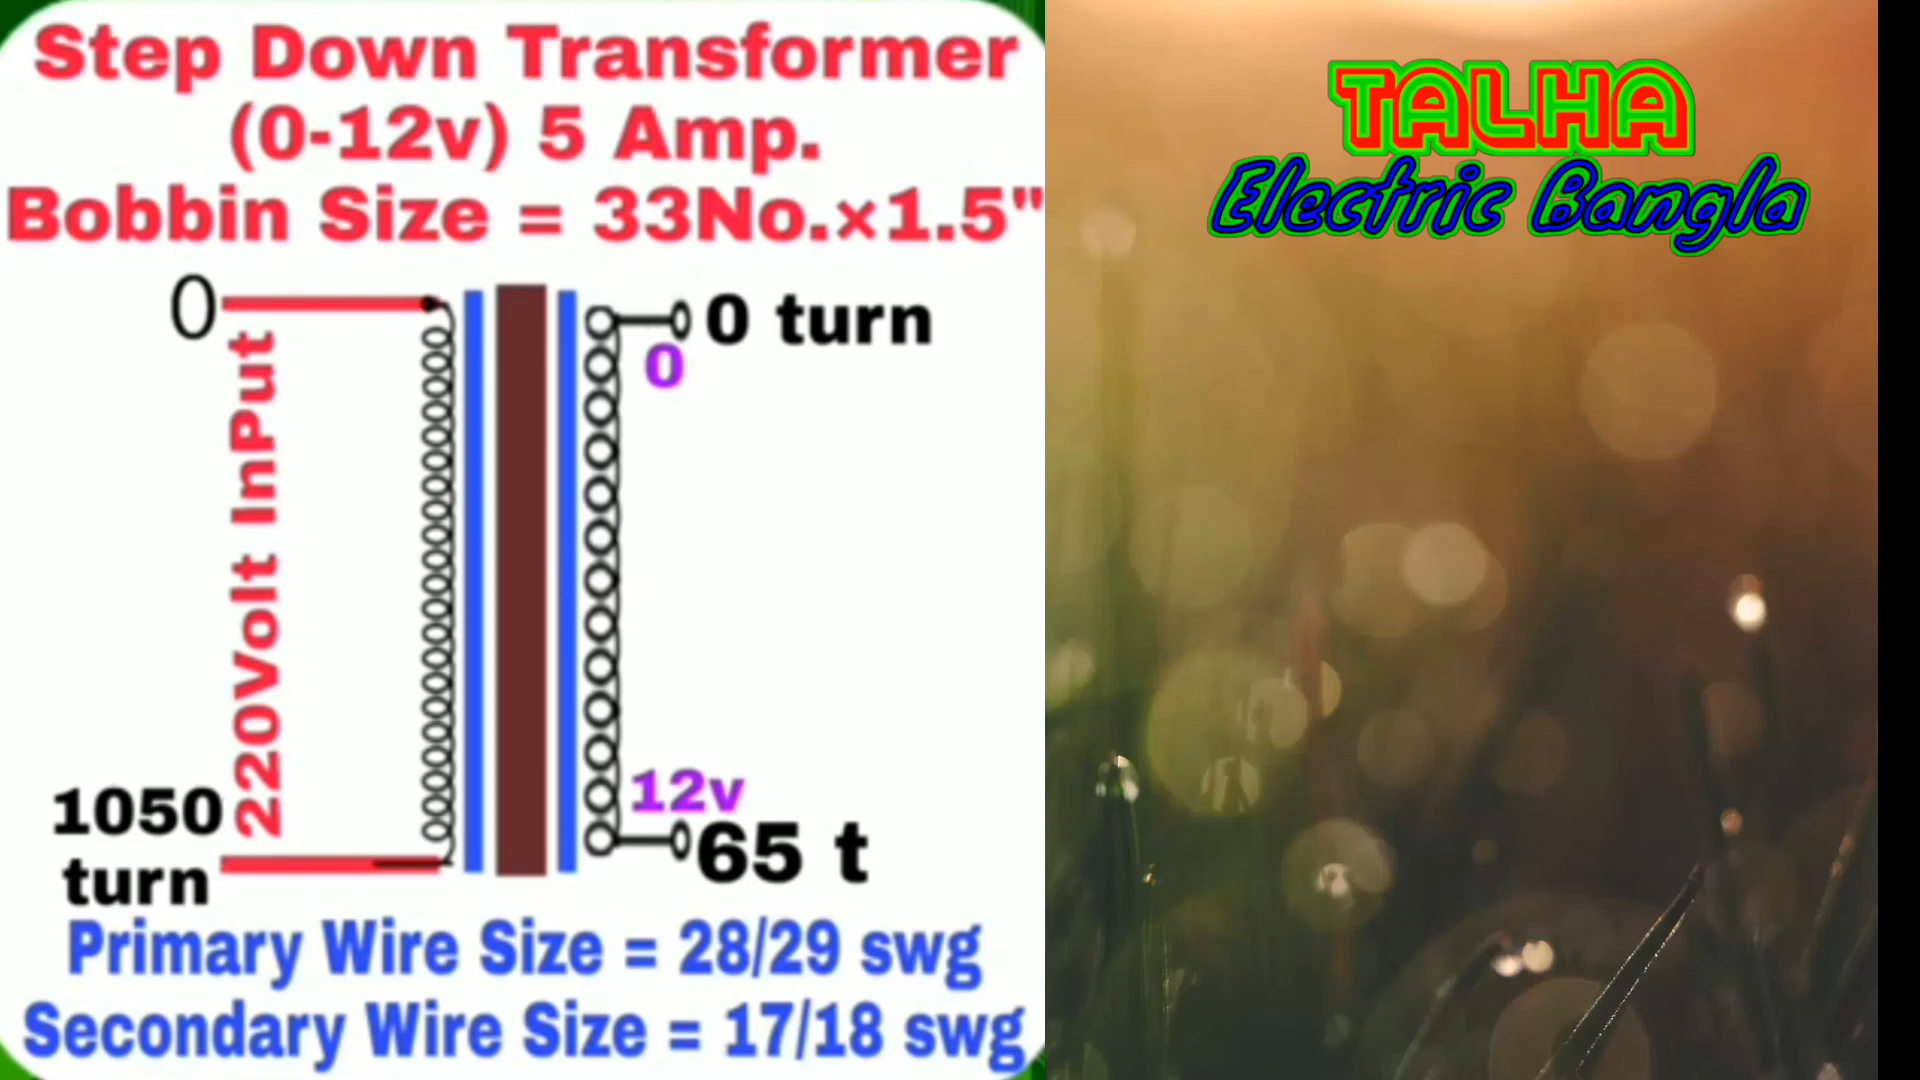 Step Down Transformer
(0-12v) 5 Amp.
Bobbin Size = 33No.×1.5"
0
220Volt InPut
1050
turn
0 turn
0
12v
65 t
Primary Wire Size = 28/29 swg
Secondary Wire Size = 17/18 swg
TALHA
Electric Bangla